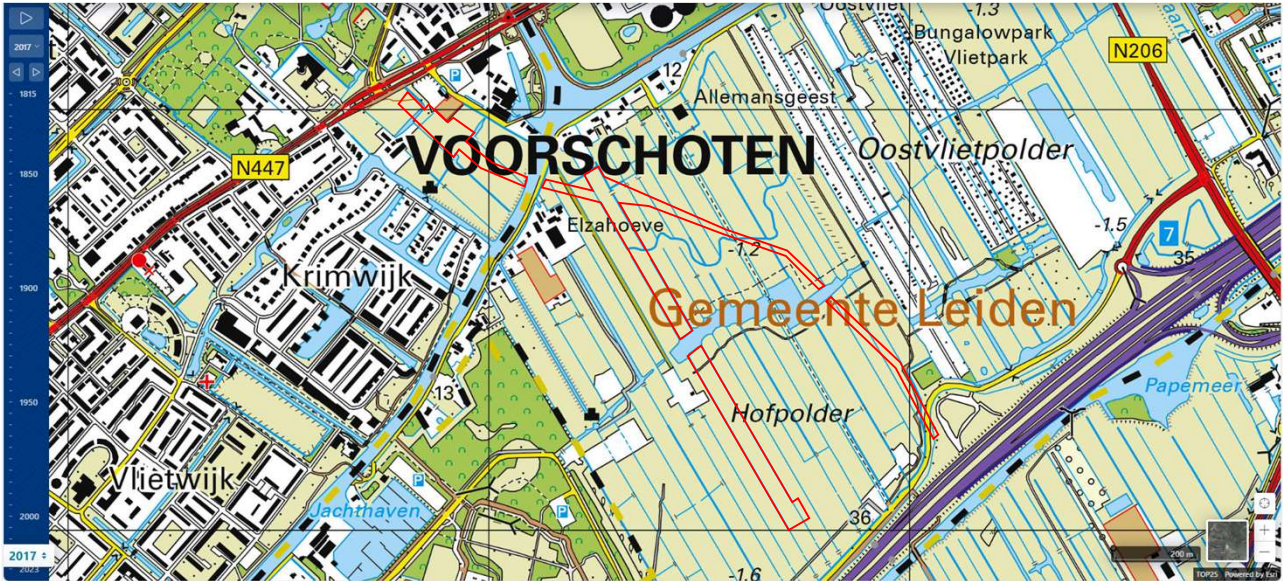 2017
1815
1850
1900
1950
2000
2017
2023
Oostvliet
-1.3
Bungalowpark
Vlietpark
N206
P
12
Allemansgeest
VOORSCHOTEN
Oostvlietpolder
N447
Elzahoeve
-1.2
-1.5
7
35
Krimwijk
Gemeente Leiden
Papemeer
13
Hofpolder
Vlietwijk
P
Jachthaven
P
36
-1.6
200 m
TOP25 Powered by Esri